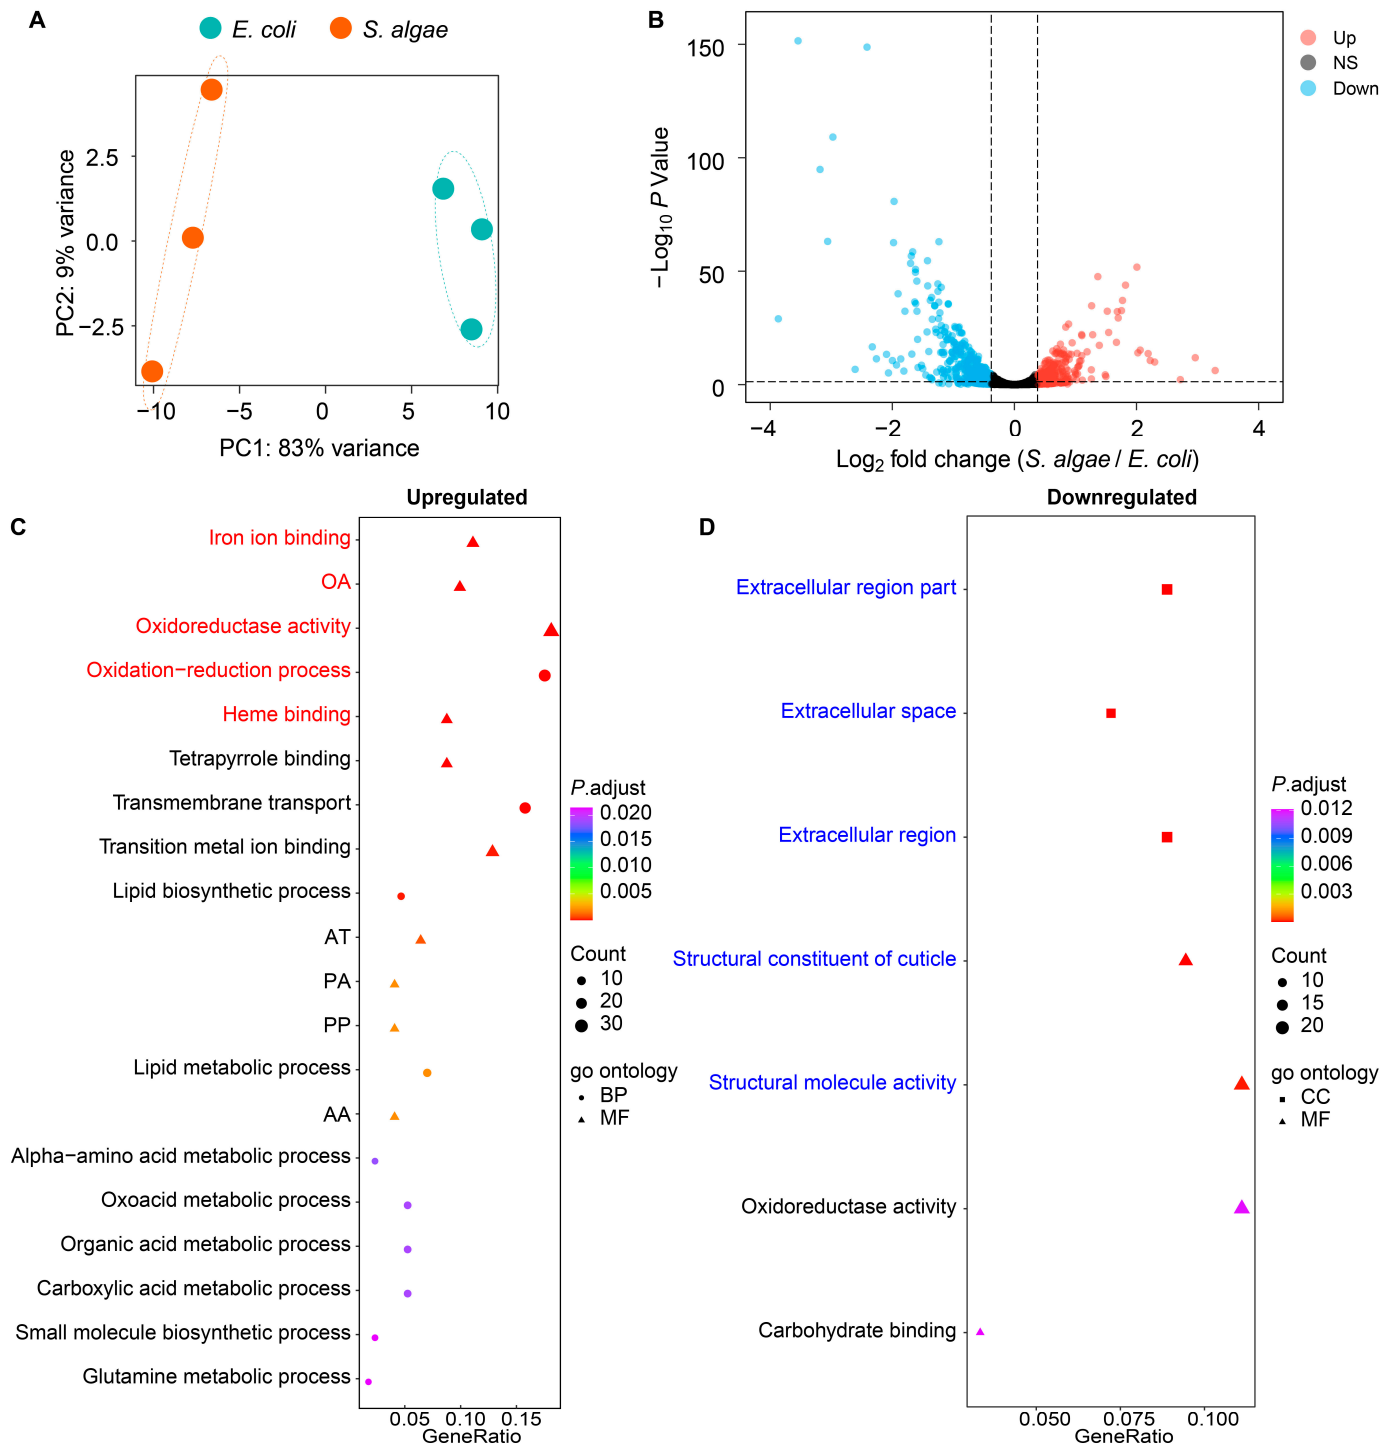 A
E. coli
S. algae
PC2: 9% variance
2.5
0.0
−2.5
−10
−5
0
5
10
PC1: 83% variance
B
−Log10 P Value
150
100
50
0
−4
−2
0
2
4
Log2 fold change (S. algae / E. coli)
Up
NS
Down
C
Upregulated
Iron ion binding
OA
Oxidoreductase activity
Oxidation−reduction process
Heme binding
Tetrapyrrole binding
Transmembrane transport
Transition metal ion binding
Lipid biosynthetic process
AT
PA
PP
Lipid metabolic process
AA
Alpha−amino acid metabolic process
Oxoacid metabolic process
Organic acid metabolic process
Carboxylic acid metabolic process
Small molecule biosynthetic process
Glutamine metabolic process
0.05
0.10
0.15
GeneRatio
P.adjust
0.020
0.015
0.010
0.005
Count
10
20
30
go ontology
BP
MF
D
Downregulated
Extracellular region part
Extracellular space
Extracellular region
Structural constituent of cuticle
Structural molecule activity
Oxidoreductase activity
Carbohydrate binding
0.050
0.075
0.100
GeneRatio
P.adjust
0.012
0.009
0.006
0.003
Count
10
15
20
go ontology
CC
MF